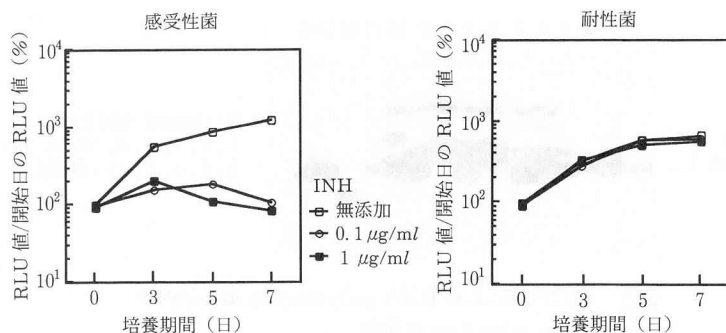 感受性菌
RLU 値/開始日の RLU 値 (%)
10⁴
10³
10²
10¹
0 3 5 7
培養期間（日）
INH
無添加
0.1 μg/ml
1 μg/ml
耐性菌
RLU 値/開始日の RLU 値 (%)
10⁴
10³
10²
10¹
0 3 5 7
培養期間（日）